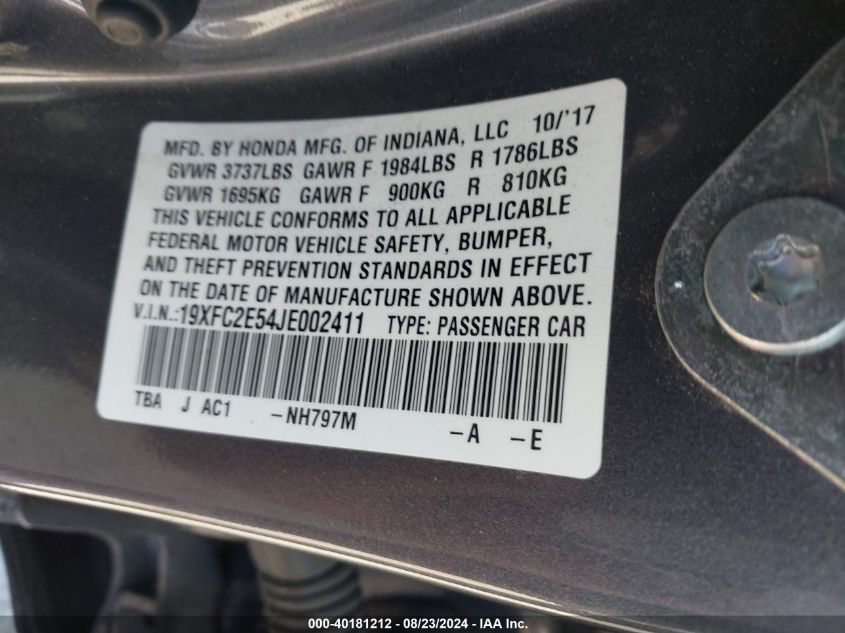 MFD. BY HONDA MFG. OF INDIANA, LLC 10/'17
GVWR 3737LBS GAWR F 1984LBS R 1786LBS
GVWR 1695KG GAWR F 900KG R 810KG
THIS VEHICLE CONFORMS TO ALL APPLICABLE
FEDERAL MOTOR VEHICLE SAFETY, BUMPER,
AND THEFT PREVENTION STANDARDS IN EFFECT
ON THE DATE OF MANUFACTURE SHOWN ABOVE.
V.I.N.:19XFC2E54JE002411 TYPE: PASSENGER CAR
TBA J AC1 -NH797M -A -E
000-40181212 - 08/23/2024 - IAA Inc.